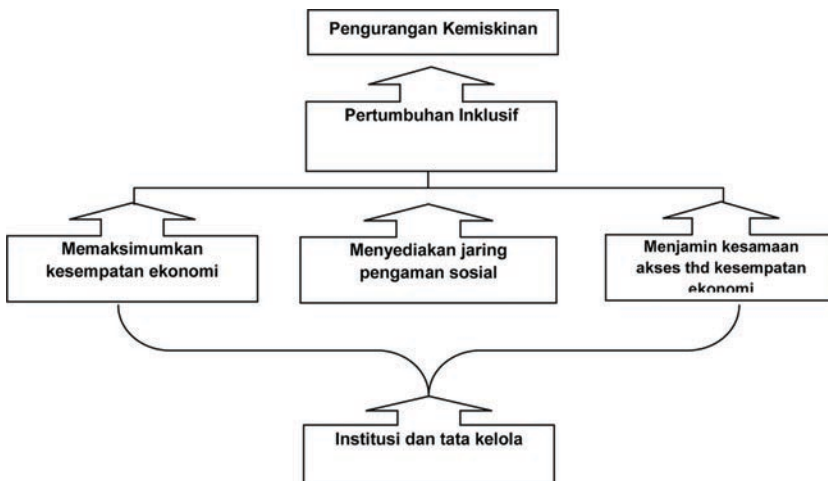 Pengurangan Kemiskinan
Pertumbuhan Inklusif
Memaksimumkan
kesempatan ekonomi
Menyediakan jaring
pengaman sosial
Menjamin kesamaan
akses thd kesempatan
ekonomi
Institusi dan tata kelola